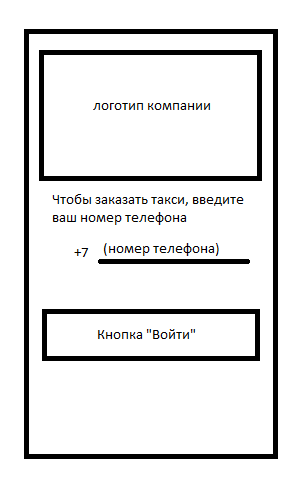 логотип компании
Чтобы заказать такси, введите
ваш номер телефона
+7 (номер телефона)
Кнопка "Войти"